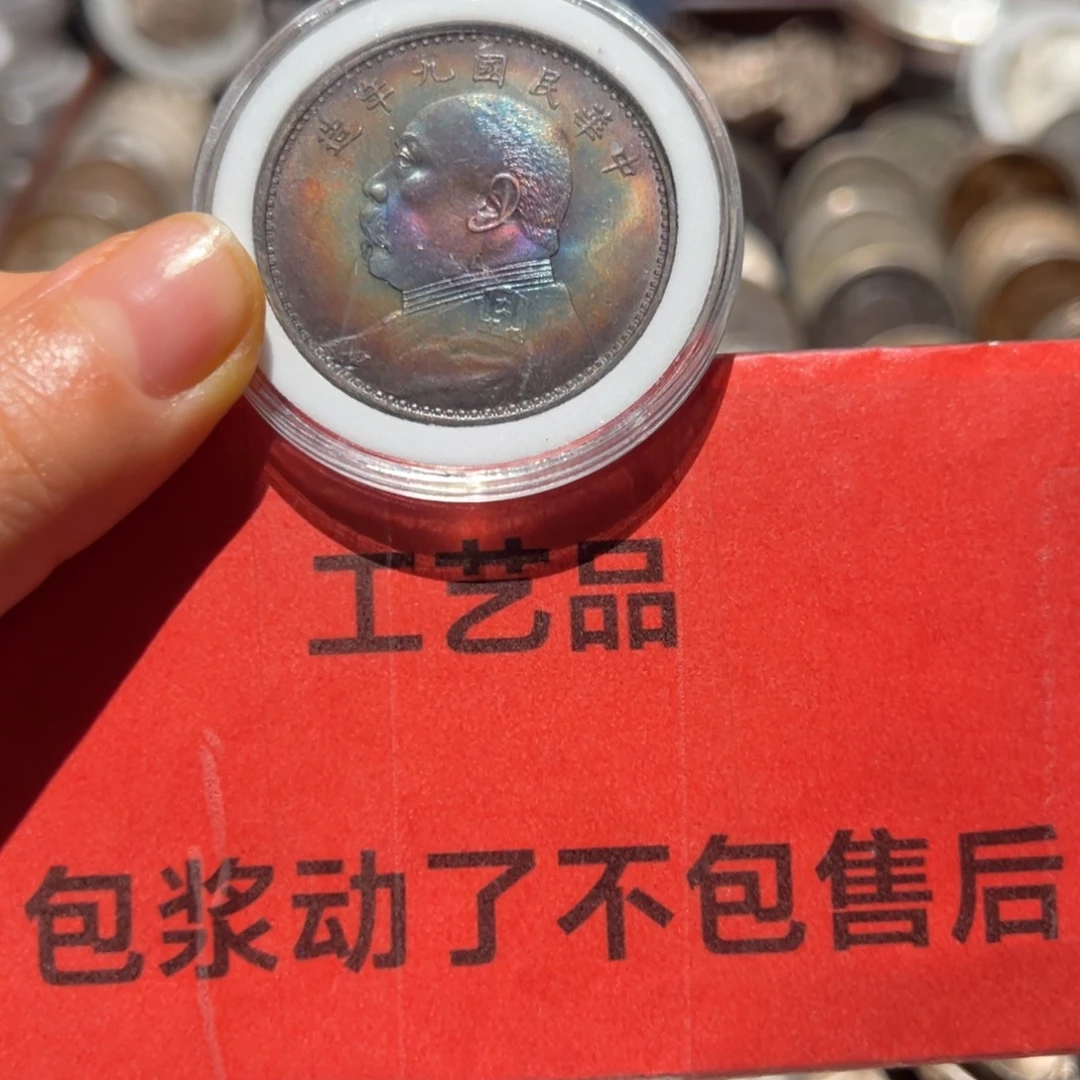 造年九國民華中
工艺品
包浆动了不包售后